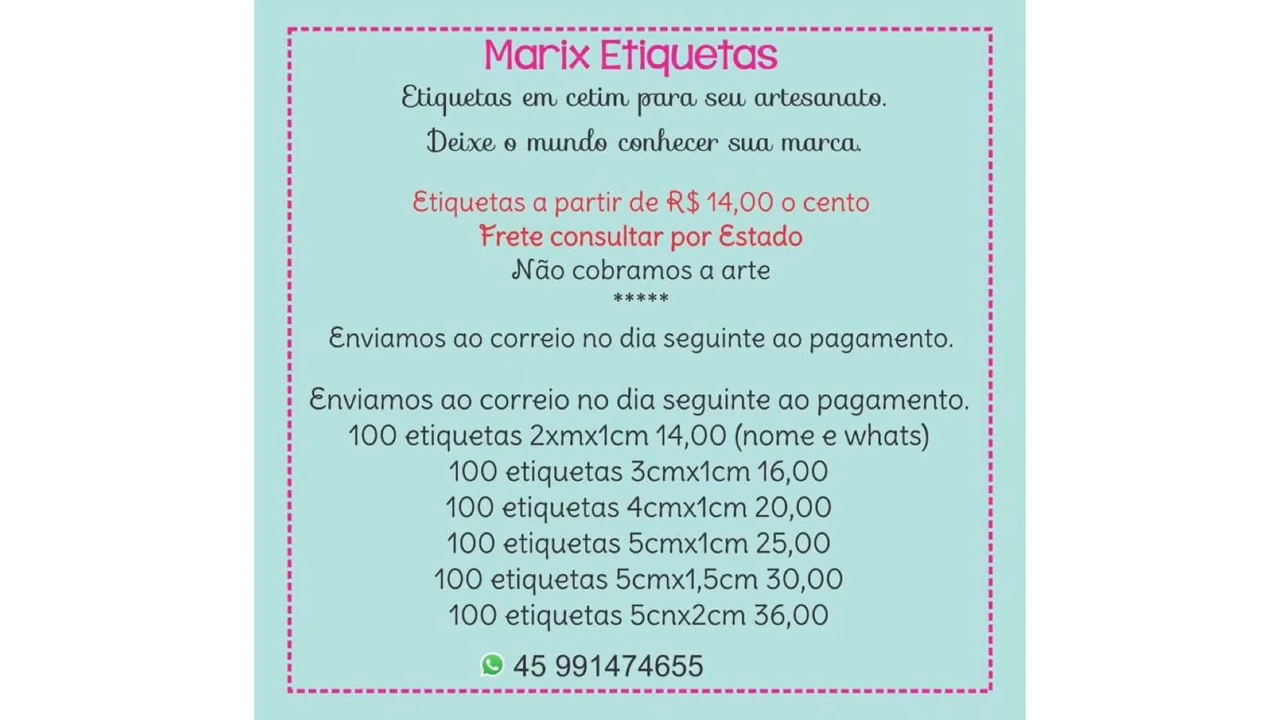 Marix Etiquetas
Etiquetas em cetim para seu artesanato.
Deixe o mundo conhecer sua marca.
Etiquetas a partir de R$ 14,00 o cento
Frete consultar por Estado
Não cobramos a arte
*****
Enviamos ao correio no dia seguinte ao pagamento.
Enviamos ao correio no dia seguinte ao pagamento.
100 etiquetas 2xmx1cm 14,00 (nome e whats)
100 etiquetas 3cmx1cm 16,00
100 etiquetas 4cmx1cm 20,00
100 etiquetas 5cmx1cm 25,00
100 etiquetas 5cmx1,5cm 30,00
100 etiquetas 5cnx2cm 36,00
45 991474655